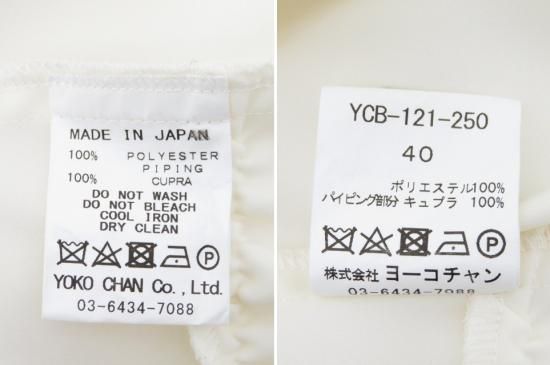 MADE IN JAPAN
100% POLYESTER
PIPING
100% CUPRA
DO NOT WASH
DO NOT BLEACH
COOL IRON
DRY CLEAN
YOKO CHAN Co., Ltd.
03-6434-7088
YCB-121-250
40
ポリエステル100%
パイピング部分 キュプラ 100%
P
株式会社 ヨーコチャン
03-6434-7088